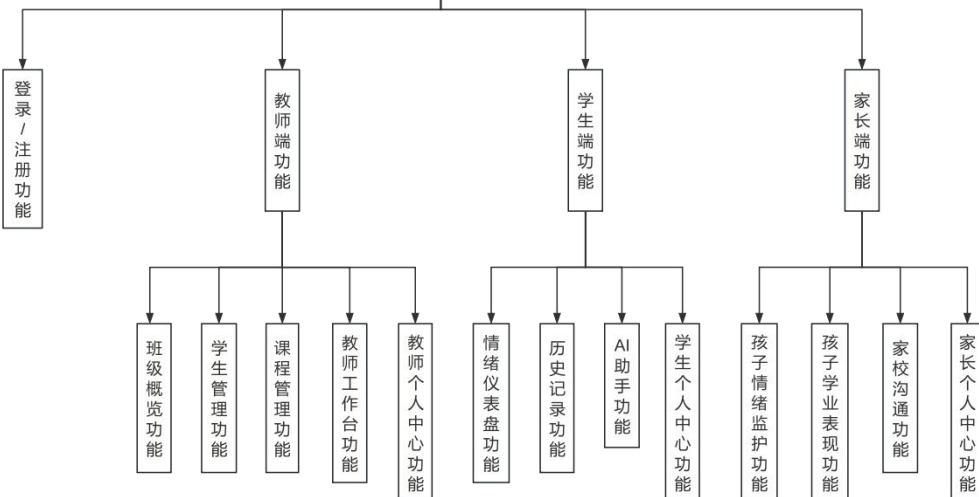 登录/注册功能
教师端功能
学生端功能
家长端功能
班级概览功能
学生管理功能
课程管理功能
教师工作台功能
教师个人中心功能
情绪仪表盘功能
历史记录功能
AI助手功能
学生个人中心功能
孩子情绪监护功能
孩子学业表现功能
家校沟通功能
家长个人中心功能